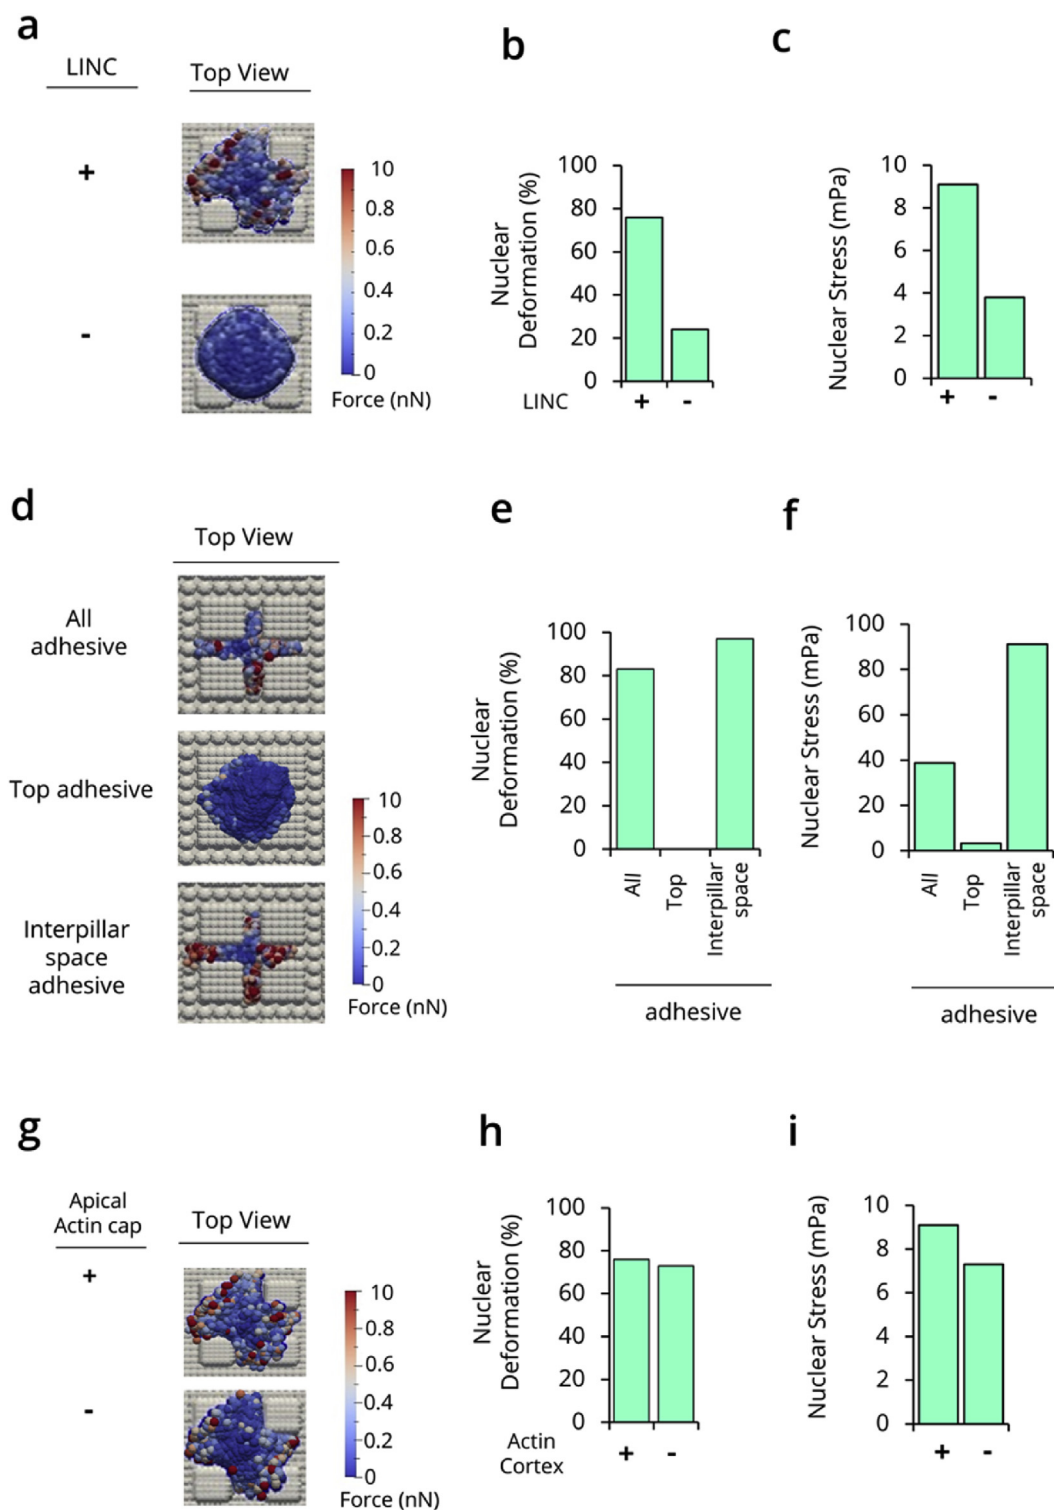 a
LINC
Top View
+
-
10
0.8
0.6
0.4
0.2
0
Force (nN)
b
Nuclear
Deformation (%)
100
80
60
40
20
0
LINC
+
-
c
Nuclear Stress (mPa)
10
8
6
4
2
0
+
-
d
Top View
All
adhesive
Top adhesive
Interpillar
space
adhesive
10
0.8
0.6
0.4
0.2
0
Force (nN)
e
Nuclear
Deformation (%)
100
80
60
40
20
0
All
Top
Interpillar
space
adhesive
f
Nuclear Stress (mPa)
100
80
60
40
20
0
All
Top
Interpillar
space
adhesive
g
Apical
Actin cap
Top View
+
-
10
0.8
0.6
0.4
0.2
0
Force (nN)
h
Nuclear
Deformation (%)
100
80
60
40
20
0
Actin
Cortex
+
-
i
Nuclear Stress (mPa)
10
8
6
4
2
0
+
-